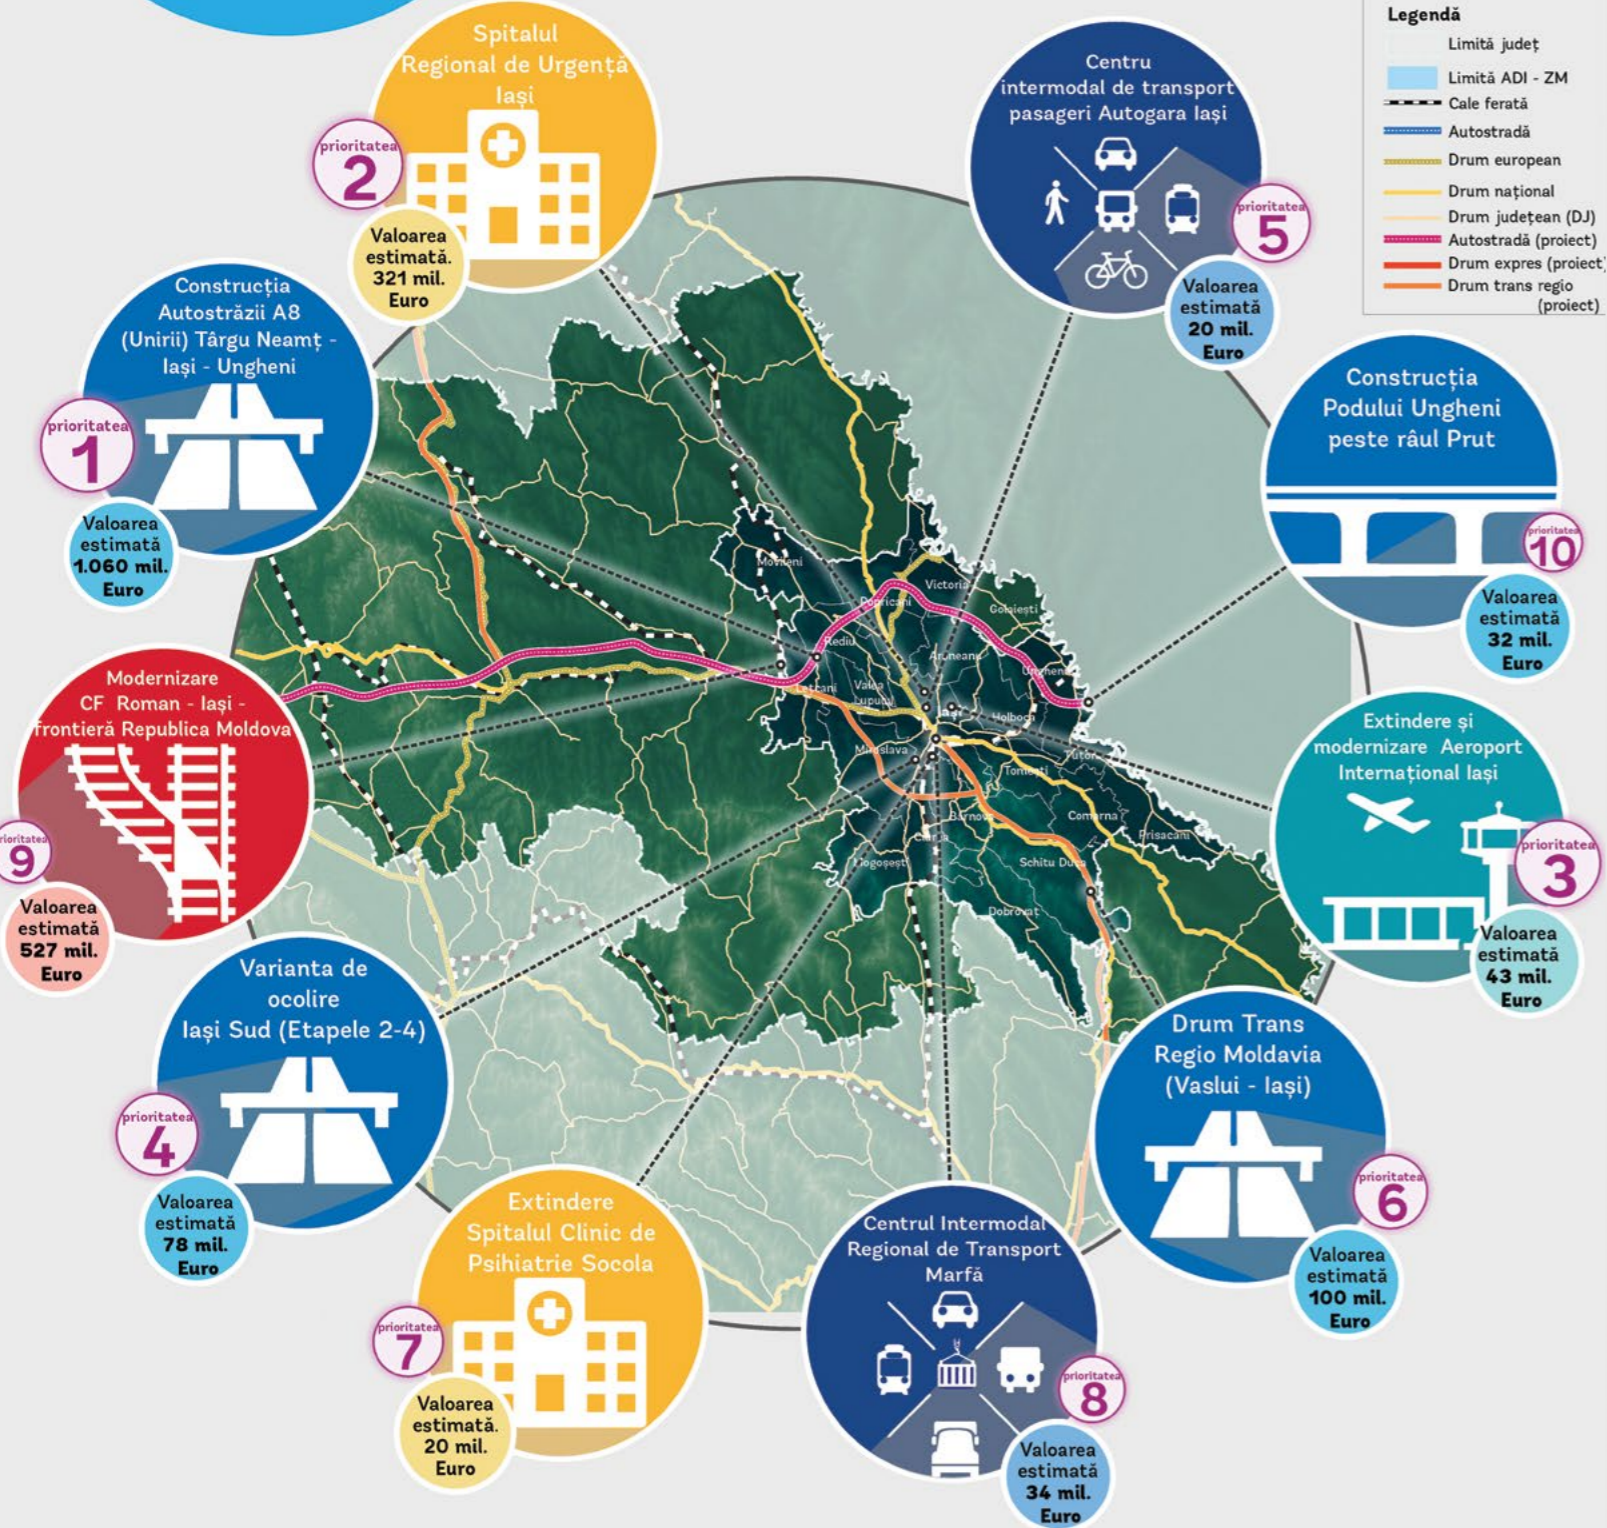 Spitalul
Regional de Urgență
Iași
prioritatea
2
Valoarea
estimată.
321 mil.
Euro
Centru
intermodal de transport
pasageri Autogara Iași
prioritatea
5
Valoarea
estimată
20 mil.
Euro
Legendă
Limită județ
Limită ADI - ZM
Cale ferată
Autostradă
Drum european
Drum național
Drum județean (DJ)
Autostradă (proiect)
Drum expres (proiect)
Drum trans regio
(proiect)
Construcția
Autostrăzii A8
(Unirii) Târgu Neamț -
Iași - Ungheni
prioritatea
1
Valoarea
estimată
1.060 mil.
Euro
Construcția
Podului Ungheni
peste râul Prut
prioritatea
10
Valoarea
estimată
32 mil.
Euro
Movileni
Victoria
Popricani
Golăiești
Rediu
Aroneanu
Ungheni
Lețcani
Valea
Lupului
Iași
Holboca
Miroslava
Tomești
Țuțora
Bârnova
Comarna
Ciurea
Prisăcani
Mogoșești
Schitu Duca
Dobrovăț
Modernizare
CF Roman - Iași -
frontieră Republica Moldova
prioritatea
9
Valoarea
estimată
527 mil.
Euro
Extindere și
modernizare Aeroport
Internațional Iași
prioritatea
3
Valoarea
estimată
43 mil.
Euro
Varianta de
ocolire
Iași Sud (Etapele 2-4)
prioritatea
4
Valoarea
estimată
78 mil.
Euro
Drum Trans
Regio Moldavia
(Vaslui - Iași)
prioritatea
6
Valoarea
estimată
100 mil.
Euro
Extindere
Spitalul Clinic de
Psihiatrie Socola
prioritatea
7
Valoarea
estimată.
20 mil.
Euro
Centrul Intermodal
Regional de Transport
Marfă
prioritatea
8
Valoarea
estimată
34 mil.
Euro